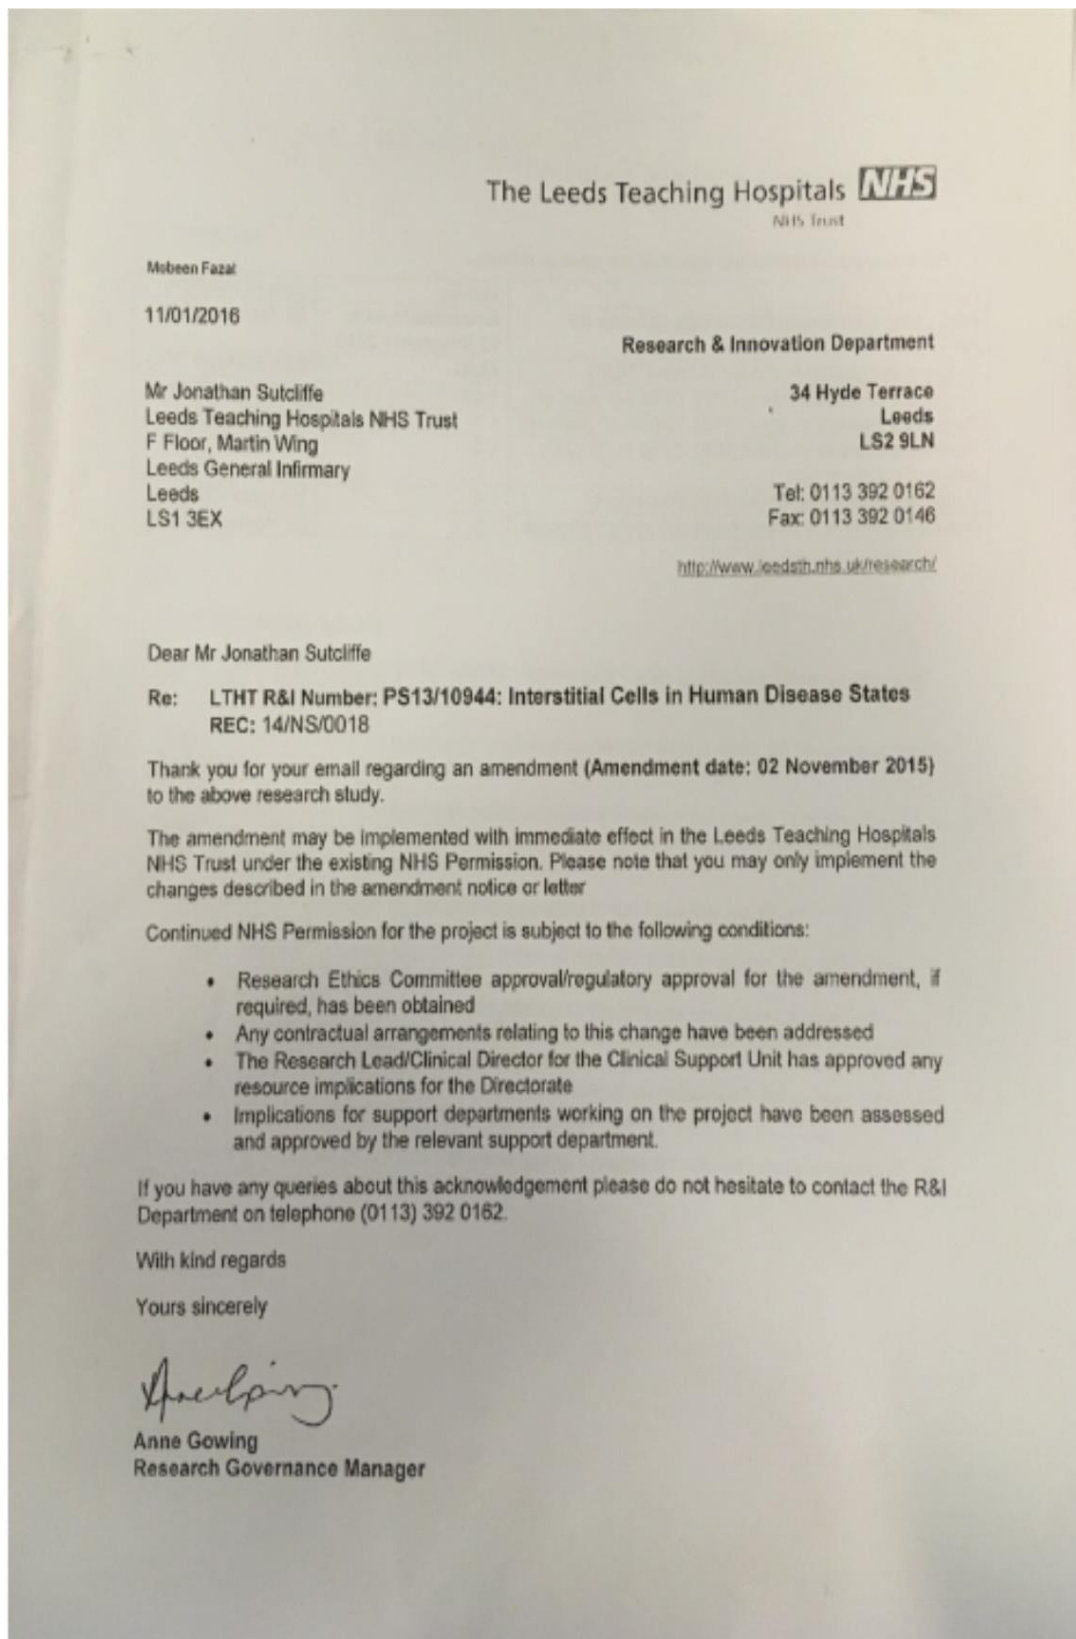 The Leeds Teaching Hospitals NHS
NHS Trust
Mobeen Fazal
11/01/2016
Research & Innovation Department
Mr Jonathan Sutcliffe
Leeds Teaching Hospitals NHS Trust
F Floor, Martin Wing
Leeds General Infirmary
Leeds
LS1 3EX
34 Hyde Terrace
Leeds
LS2 9LN
Tel: 0113 392 0162
Fax: 0113 392 0146
http://www.leedsth.nhs.uk/research/
Dear Mr Jonathan Sutcliffe
Re: LTHT R&I Number: PS13/10944: Interstitial Cells in Human Disease States
REC: 14/NS/0018
Thank you for your email regarding an amendment (Amendment date: 02 November 2015)
to the above research study.
The amendment may be implemented with immediate effect in the Leeds Teaching Hospitals
NHS Trust under the existing NHS Permission. Please note that you may only implement the
changes described in the amendment notice or letter
Continued NHS Permission for the project is subject to the following conditions:
• Research Ethics Committee approval/regulatory approval for the amendment, if
required, has been obtained
• Any contractual arrangements relating to this change have been addressed
• The Research Lead/Clinical Director for the Clinical Support Unit has approved any
resource implications for the Directorate
• Implications for support departments working on the project have been assessed
and approved by the relevant support department.
If you have any queries about this acknowledgement please do not hesitate to contact the R&I
Department on telephone (0113) 392 0162.
With kind regards
Yours sincerely
Anne Gowing
Research Governance Manager